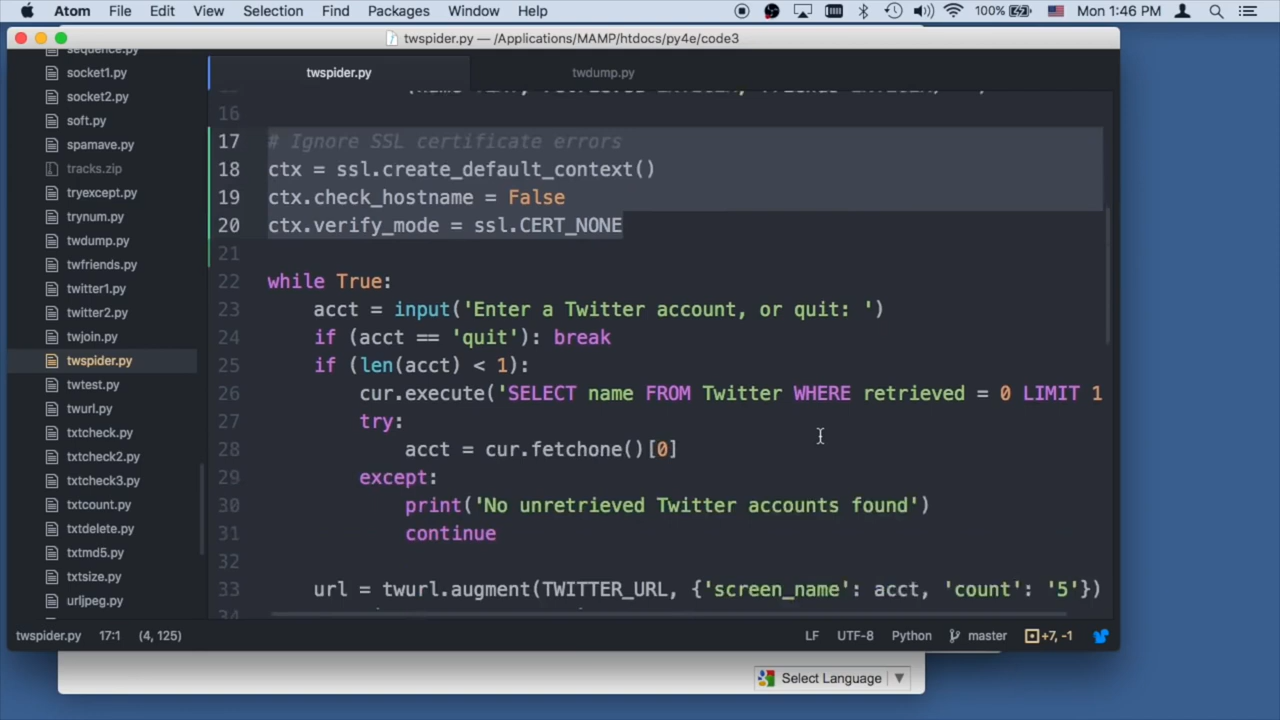 Atom File Edit View Selection Find Packages Window Help 100% Mon 1:46 PM
twspider.py — /Applications/MAMP/htdocs/py4e/code3
sequence.py
socket1.py
socket2.py
soft.py
spamave.py
tracks.zip
tryexcept.py
trynum.py
twdump.py
twfriends.py
twitter1.py
twitter2.py
twjoin.py
twspider.py
twtest.py
twurl.py
txtcheck.py
txtcheck2.py
txtcheck3.py
txtcount.py
txtdelete.py
txtmd5.py
txtsize.py
urljpeg.py
twspider.py twdump.py
16
17 # Ignore SSL certificate errors
18 ctx = ssl.create_default_context()
19 ctx.check_hostname = False
20 ctx.verify_mode = ssl.CERT_NONE
21
22 while True:
23 acct = input('Enter a Twitter account, or quit: ')
24 if (acct == 'quit'): break
25 if (len(acct) < 1):
26 cur.execute('SELECT name FROM Twitter WHERE retrieved = 0 LIMIT 1
27 try:
28 acct = cur.fetchone()[0]
29 except:
30 print('No unretrieved Twitter accounts found')
31 continue
32
33 url = twurl.augment(TWITTER_URL, {'screen_name': acct, 'count': '5'})
34
twspider.py 17:1 (4, 125) LF UTF-8 Python master +7, -1
Select Language ▼